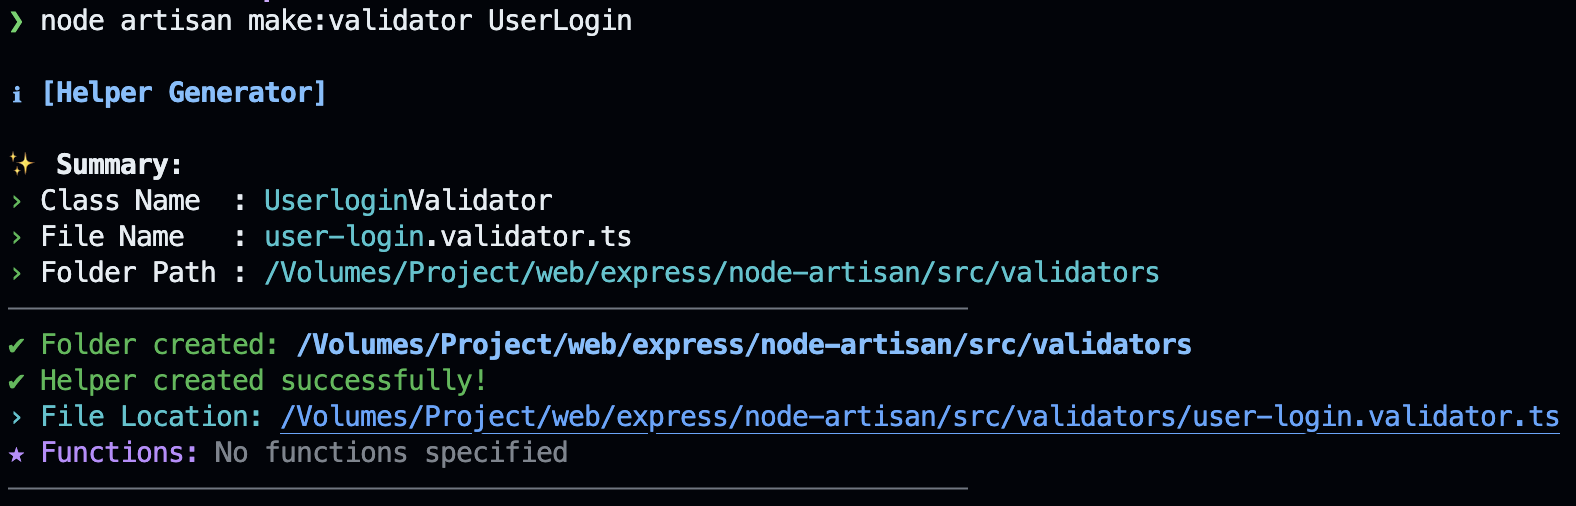 ❯ node artisan make:validator UserLogin
ℹ [Helper Generator]
✨ Summary:
› Class Name  : UserloginValidator
› File Name   : user-login.validator.ts
› Folder Path : /Volumes/Project/web/express/node-artisan/src/validators
✔ Folder created: /Volumes/Project/web/express/node-artisan/src/validators
✔ Helper created successfully!
› File Location: /Volumes/Project/web/express/node-artisan/src/validators/user-login.validator.ts
★ Functions: No functions specified